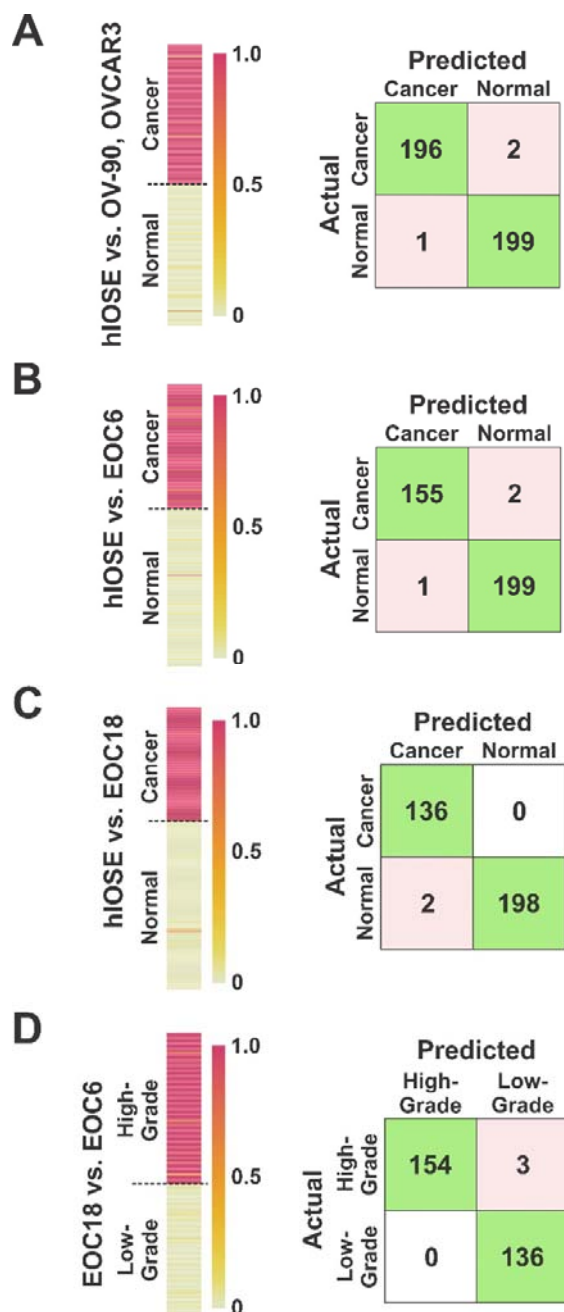 A
hIOSE vs. OV-90, OVCAR3
Cancer
Normal
1.0
0.5
0
Predicted
Cancer Normal
Actual
Cancer
196 2
Normal
1 199
B
hIOSE vs. EOC6
Cancer
Normal
1.0
0.5
0
Predicted
Cancer Normal
Actual
Cancer
155 2
Normal
1 199
C
hIOSE vs. EOC18
Cancer
Normal
1.0
0.5
0
Predicted
Cancer Normal
Actual
Cancer
136 0
Normal
2 198
D
EOC18 vs. EOC6
High-
Grade
Low-
Grade
1.0
0.5
0
Predicted
High- Low-
Grade Grade
Actual
High-
Grade
154 3
Low-
Grade
0 136